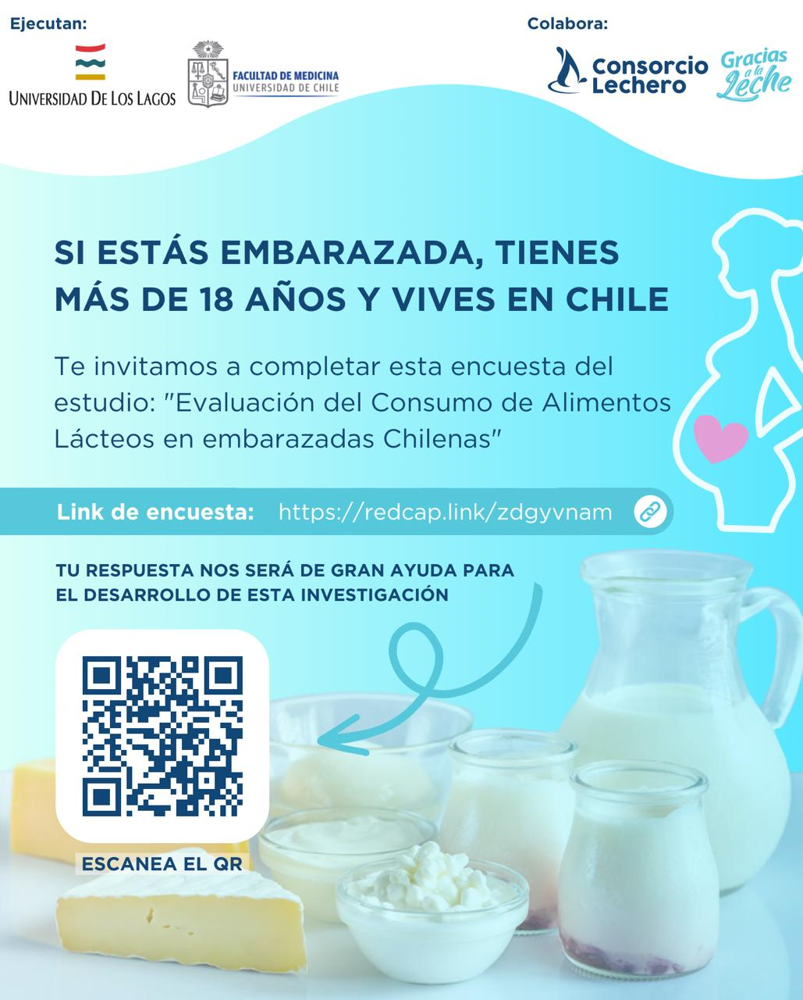 Ejecutan:
Colabora:
UNIVERSIDAD DE LOS LAGOS
FACULTAD DE MEDICINA
UNIVERSIDAD DE CHILE
Consorcio
Lechero
Gracias
a la
Leche
SI ESTÁS EMBARAZADA, TIENES
MÁS DE 18 AÑOS Y VIVES EN CHILE
Te invitamos a completar esta encuesta del
estudio: "Evaluación del Consumo de Alimentos
Lácteos en embarazadas Chilenas"
Link de encuesta: https://redcap.link/zdgyvnam
TU RESPUESTA NOS SERÁ DE GRAN AYUDA PARA
EL DESARROLLO DE ESTA INVESTIGACIÓN
ESCANEA EL QR